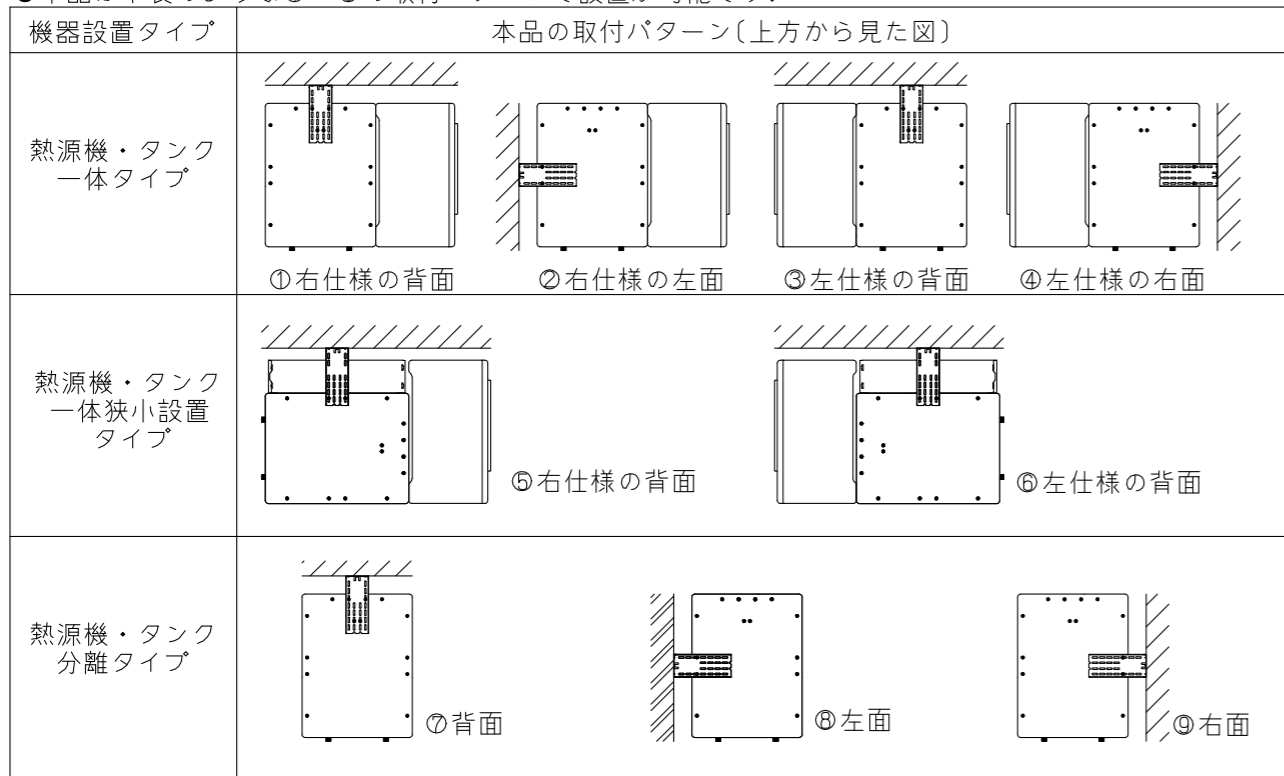 機器設置タイプ
本品の取付パターン〔上方から見た図〕
熱源機・タンク
一体タイプ
①右仕様の背面
②右仕様の左面
③左仕様の背面
④左仕様の右面
熱源機・タンク
一体狭小設置
タイプ
⑤右仕様の背面
⑥左仕様の背面
熱源機・タンク
分離タイプ
⑦背面
⑧左面
⑨右面